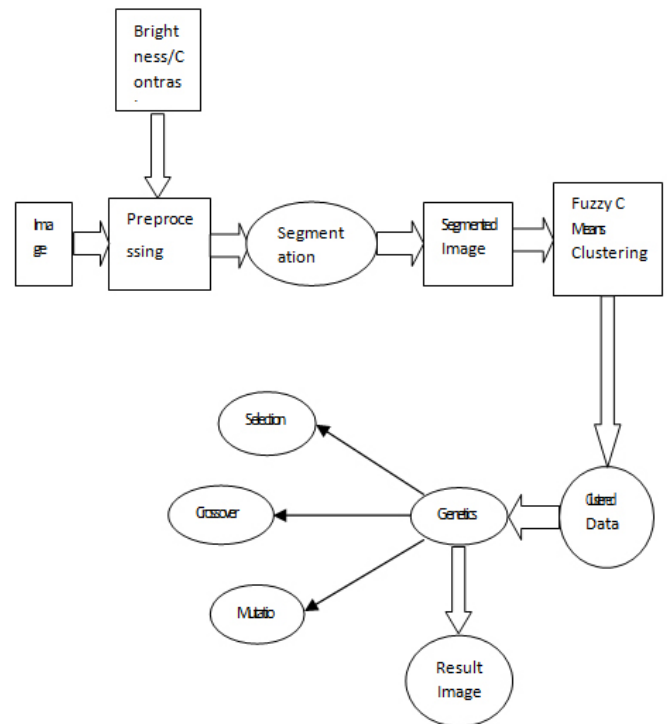 Bright
ness/C
ontras
Ima
ge
Preproce
ssing
Segment
ation
Segmented
Image
Fuzzy C
Means
Clustering
Selection
Crossover
Genetics
Clustered
Data
Mutatio
Result
Image